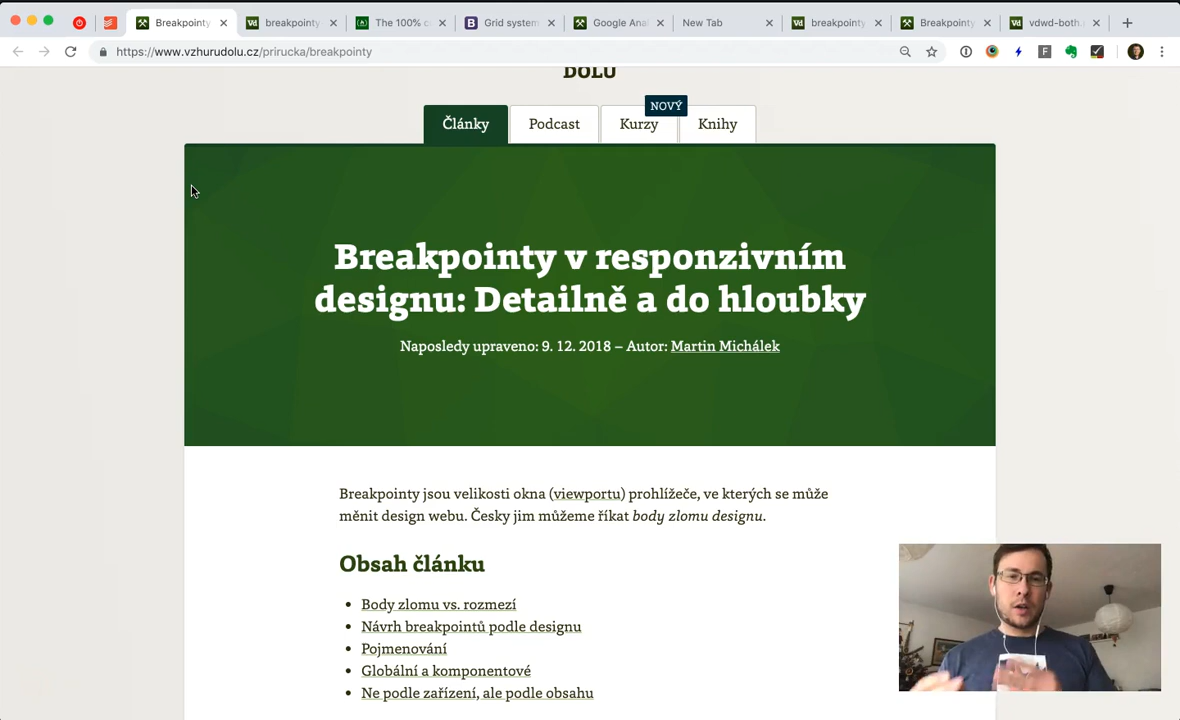 Breakpointy
breakpointy
The 100% c
Grid system
Google Ana
New Tab
breakpointy
Breakpointy
vdwd-both.
https://www.vzhurudolu.cz/prirucka/breakpointy
DOLŮ
NOVÝ
Články
Podcast
Kurzy
Knihy
Breakpointy v responzivním
designu: Detailně a do hloubky
Naposledy upraveno: 9. 12. 2018 – Autor: Martin Michálek
Breakpointy jsou velikosti okna (viewportu) prohlížeče, ve kterých se může
měnit design webu. Česky jim můžeme říkat body zlomu designu.
Obsah článku
• Body zlomu vs. rozmezí
• Návrh breakpointů podle designu
• Pojmenování
• Globální a komponentové
• Ne podle zařízení, ale podle obsahu